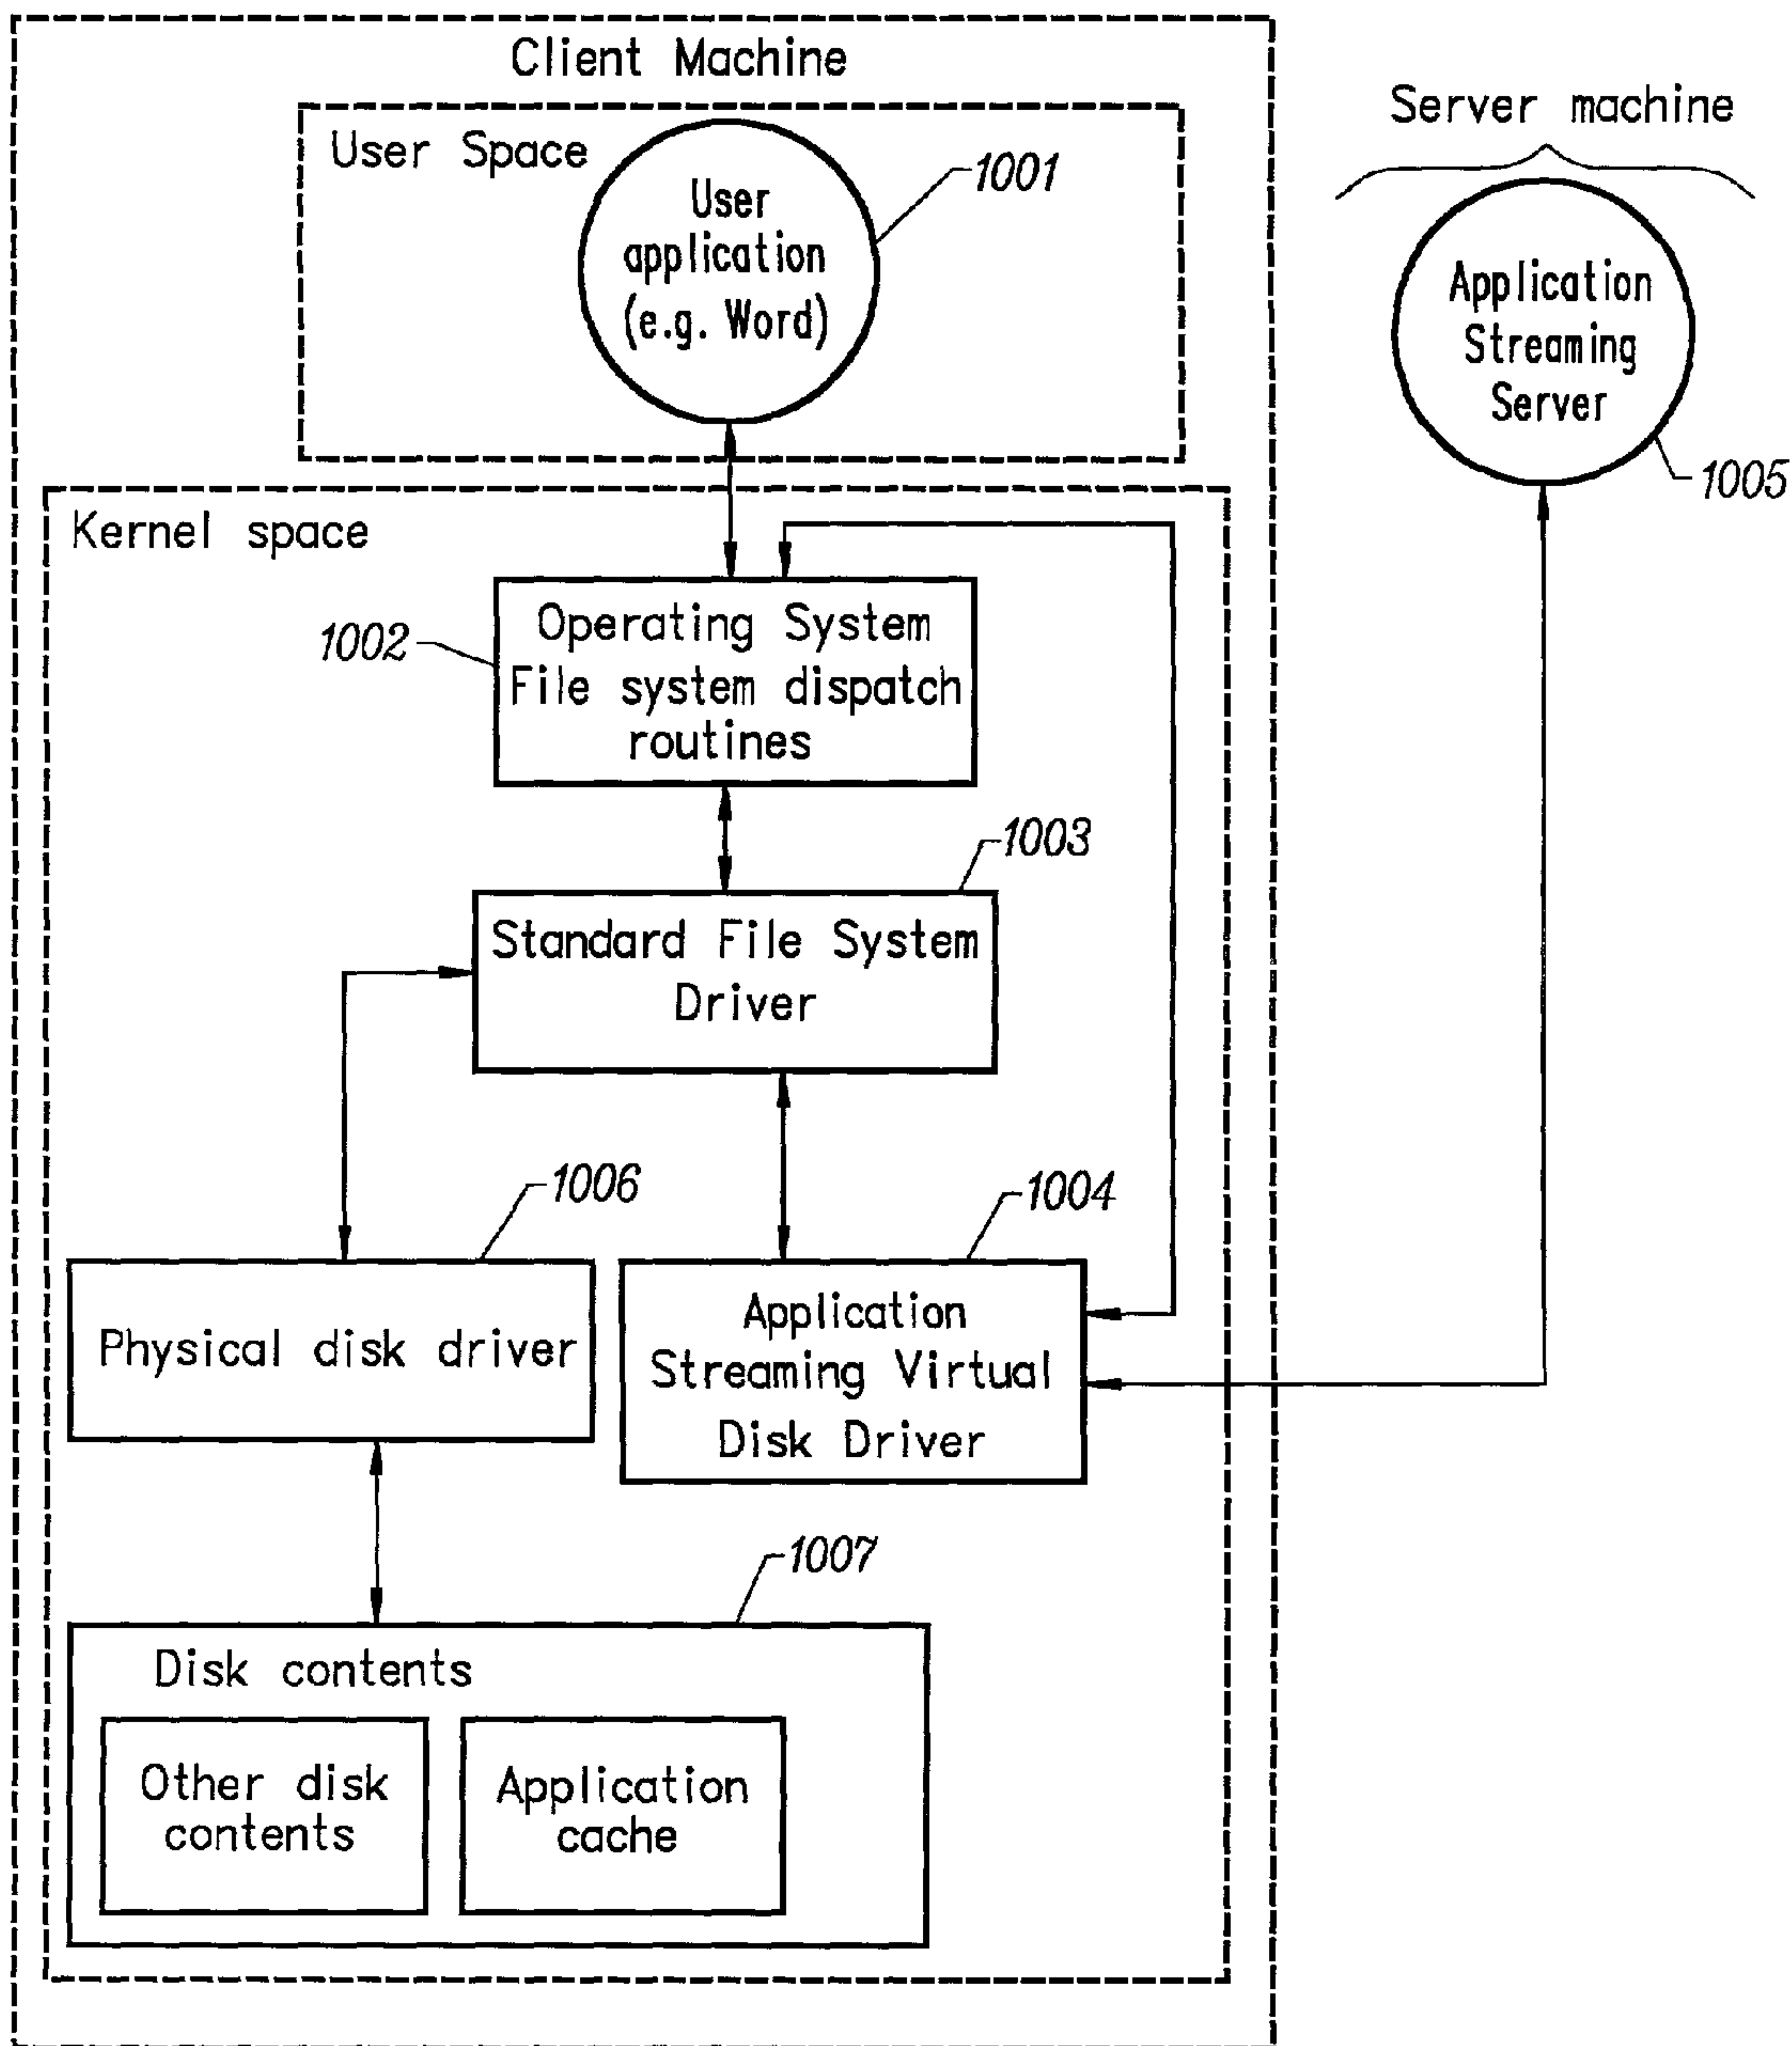 Client Machine
Server machine
User Space
1001
User
application
(e.g. Word)
Application
Streaming
Server
1005
Kernel space
1002
Operating System
File system dispatch
routines
1003
Standard File System
Driver
1006
1004
Physical disk driver
Application
Streaming Virtual
Disk Driver
1007
Disk contents
Other disk
contents
Application
cache